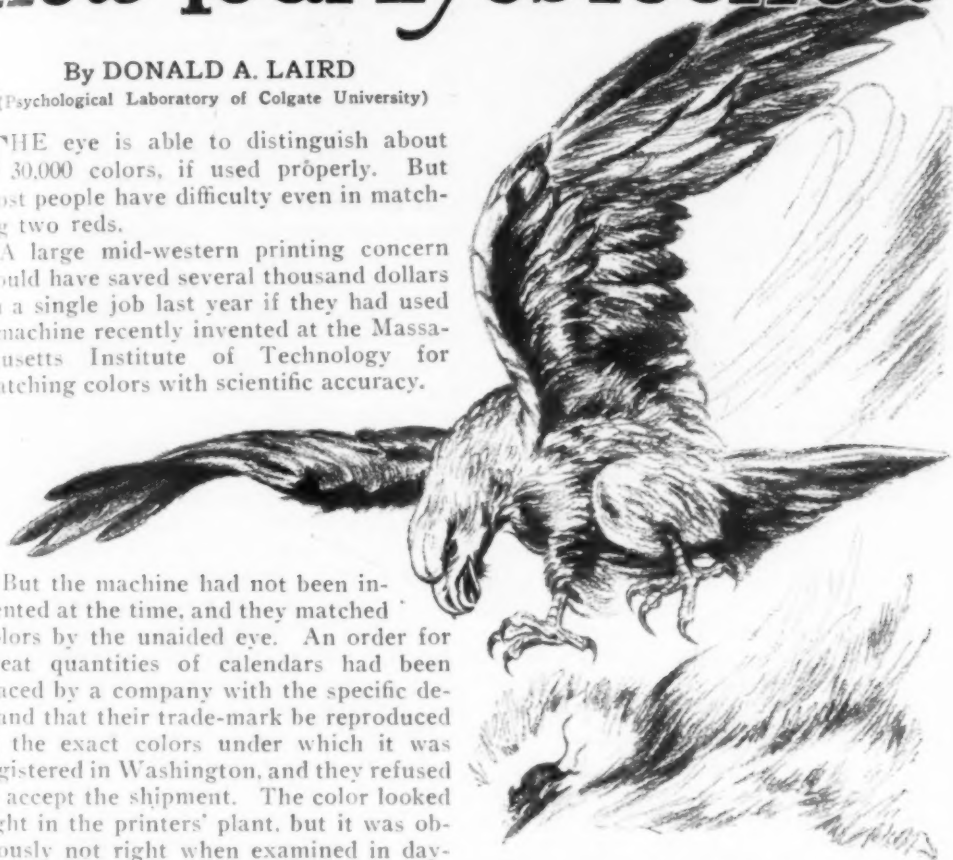 By DONALD A. LAIRD
(Psychological Laboratory of Colgate University)
THE eye is able to distinguish about
30,000 colors, if used properly. But
ost people have difficulty even in match-
g two reds.
A large mid-western printing concern
ould have saved several thousand dollars
n a single job last year if they had used
machine recently invented at the Massa-
usetts Institute of Technology for
atching colors with scientific accuracy.
But the machine had not been in-
ented at the time, and they matched
lors by the unaided eye. An order for
eat quantities of calendars had been
aced by a company with the specific de-
and that their trade-mark be reproduced
the exact colors under which it was
gistered in Washington, and they refused
accept the shipment. The color looked
ght in the printers' plant, but it was ob-
ously not right when examined in day-